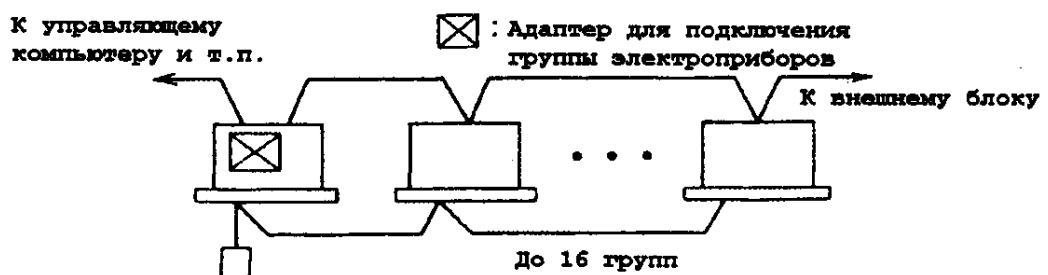 К управляющему
компьютеру и т.п.
: Адаптер для подключения
группы электроприборов
К внешнему блоку
До 16 групп